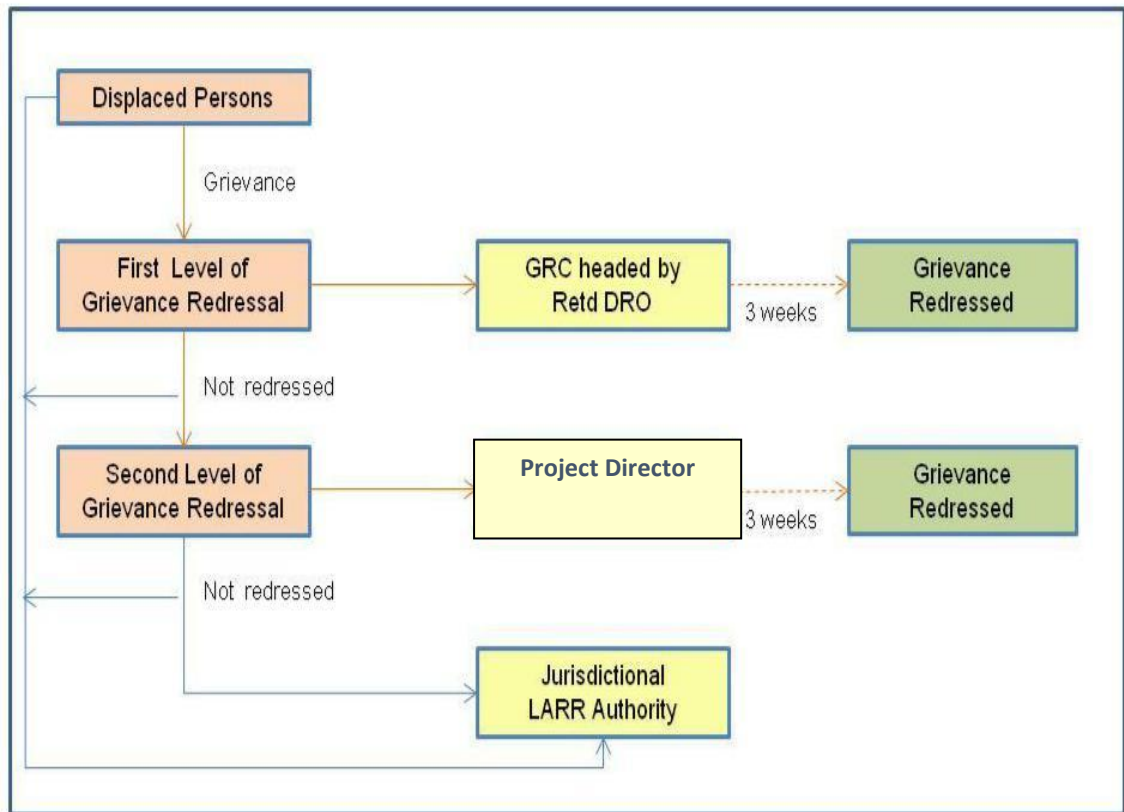 Displaced Persons
Grievance
First Level of
Grievance Redressal
GRC headed by
Retd DRO
3 weeks
Grievance
Redressed
Not redressed
Second Level of
Grievance Redressal
Project Director
3 weeks
Grievance
Redressed
Not redressed
Jurisdictional
LARR Authority